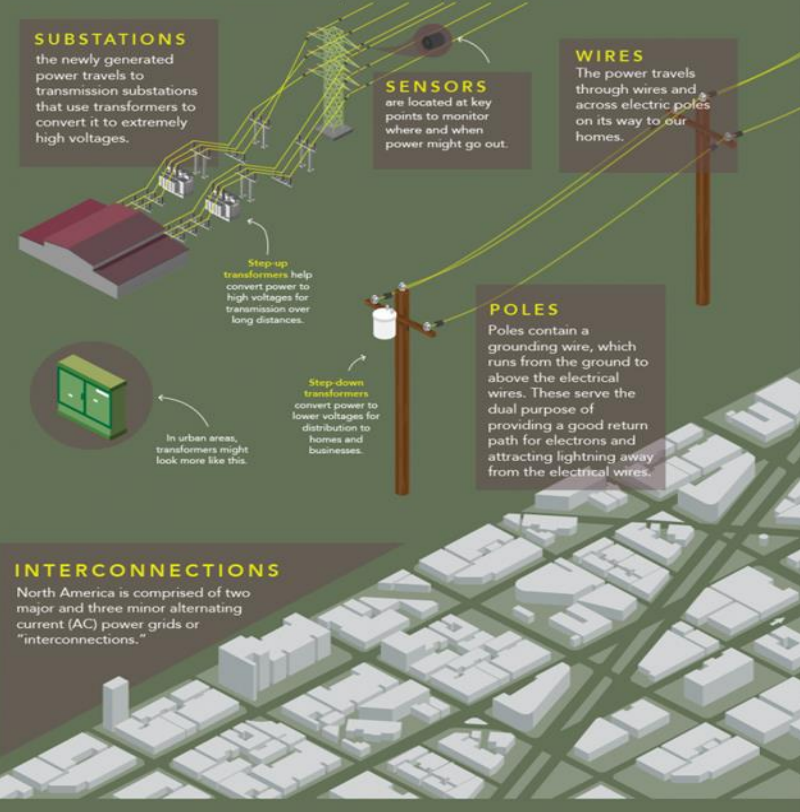 SUBSTATIONS
the newly generated
power travels to
transmission substations
that use transformers to
convert it to extremely
high voltages.
SENSORS
are located at key
points to monitor
where and when
power might go out.
WIRES
The power travels
through wires and
across electric poles
on its way to our
homes.
Step-up
transformers help
convert power to
high voltages for
transmission over
long distances.
POLES
Poles contain a
grounding wire, which
runs from the ground to
above the electrical
wires. These serve the
dual purpose of
providing a good return
path for electrons and
attracting lightning away
from the electrical wires.
Step-down
transformers
convert power to
lower voltages for
distribution to
homes and
businesses.
In urban areas,
transformers might
look more like this.
INTERCONNECTIONS
North America is comprised of two
major and three minor alternating
current (AC) power grids or
"interconnections."